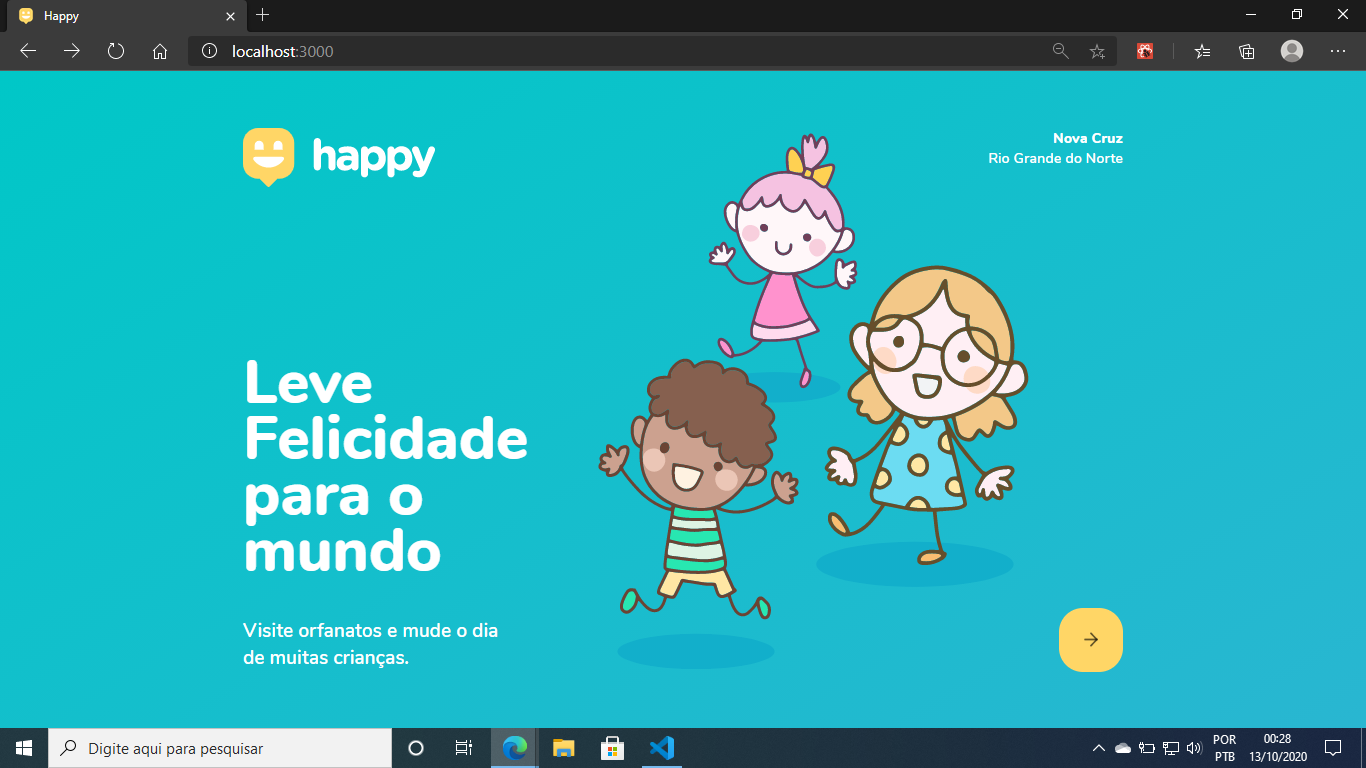 Happy
localhost:3000
happy
Nova Cruz
Rio Grande do Norte
Leve
Felicidade
para o
mundo
Visite orfanatos e mude o dia
de muitas crianças.
Digite aqui para pesquisar
POR
PTB
00:28
13/10/2020